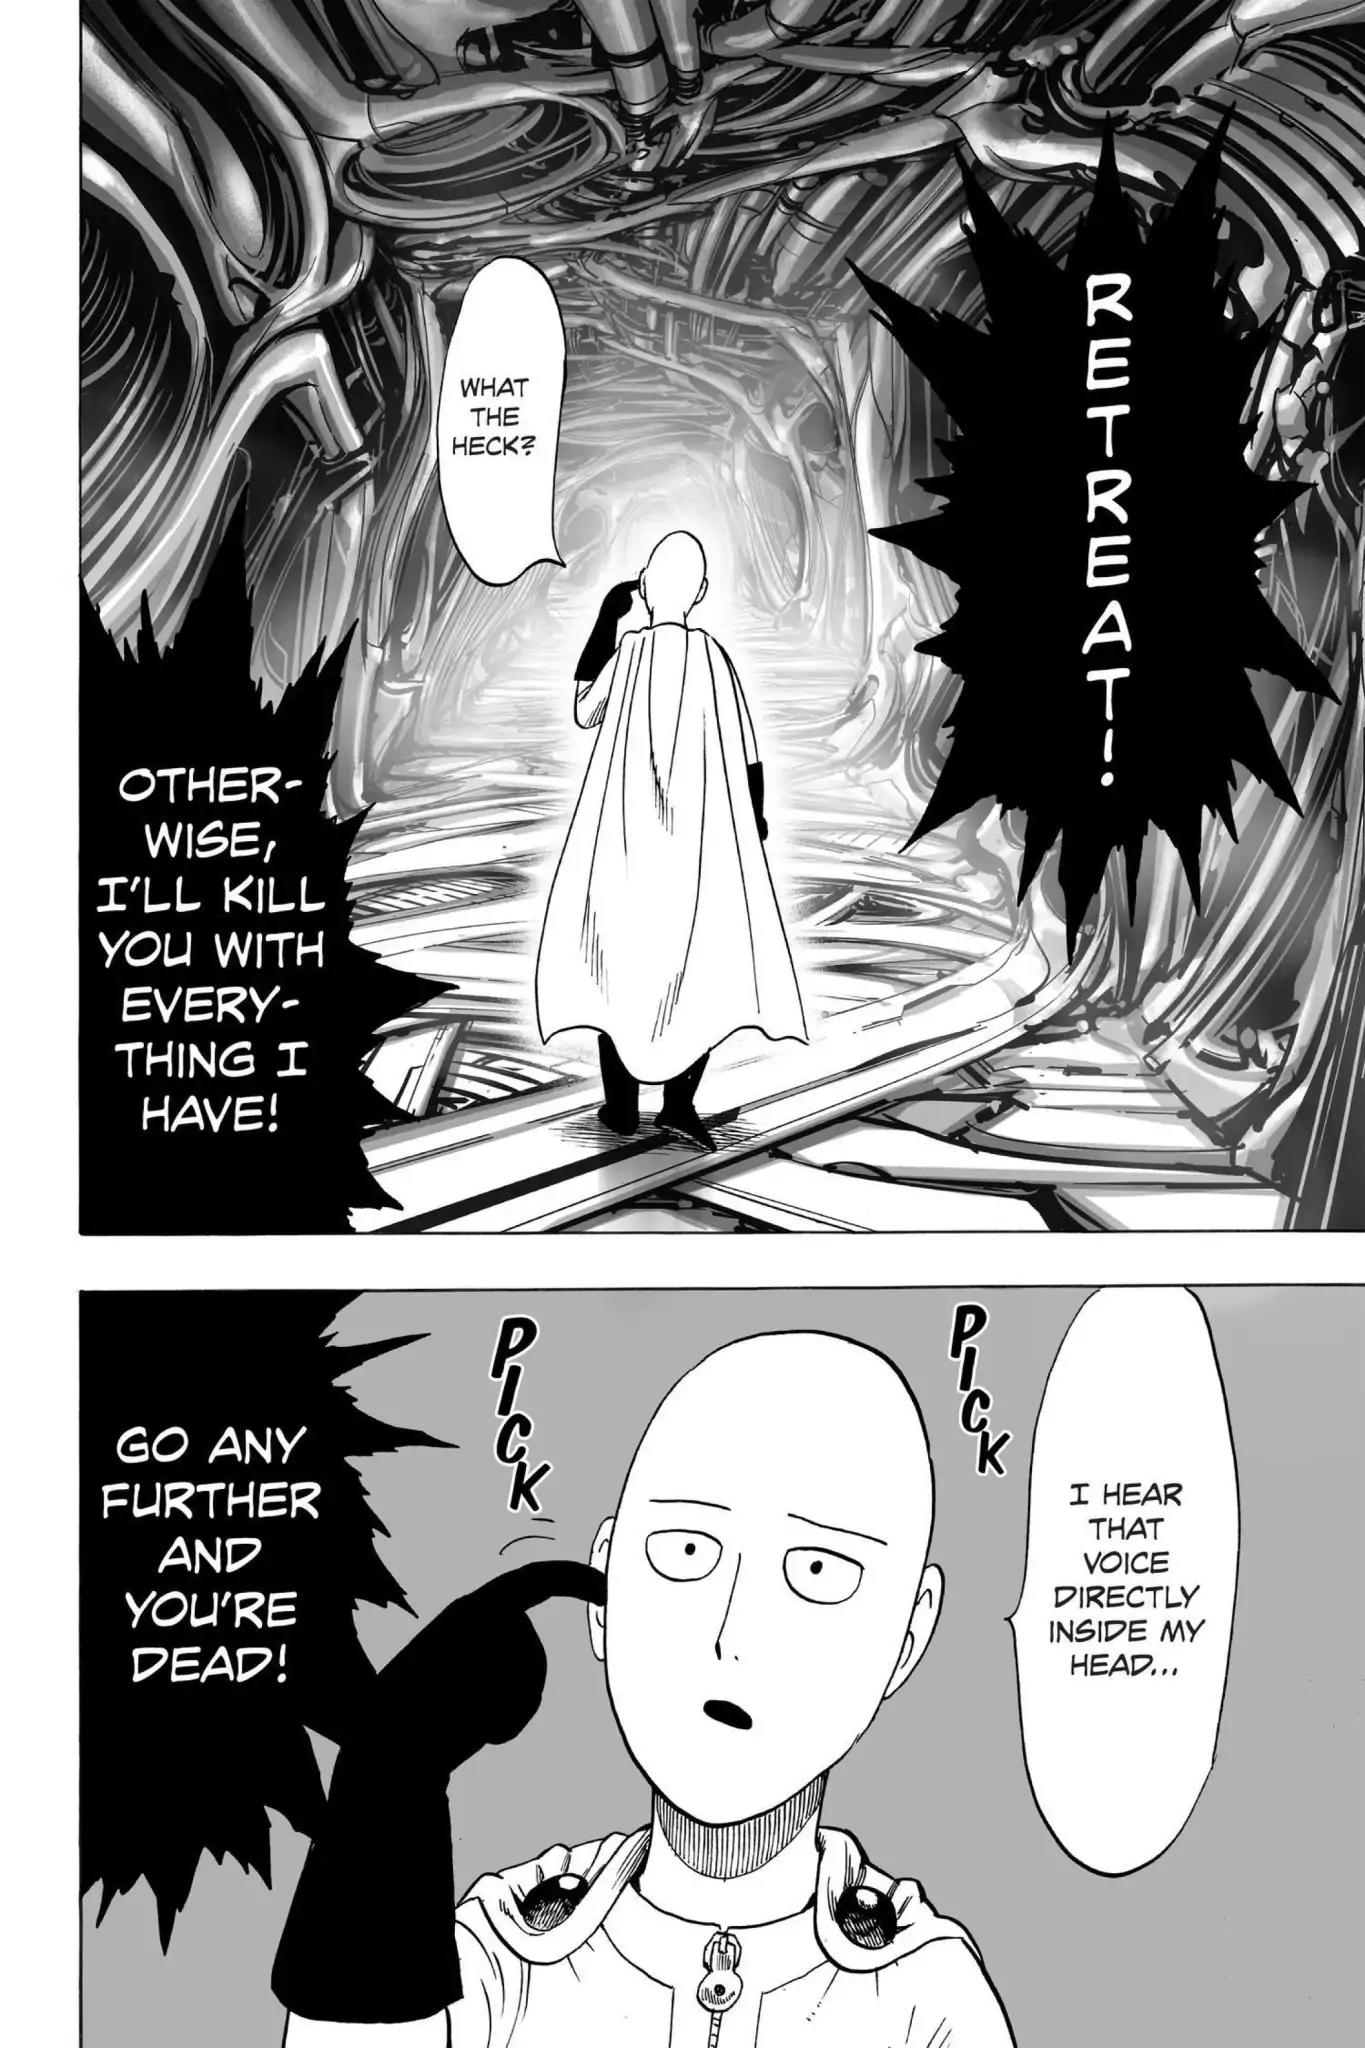 RETREAT!
WHAT
THE
HECK?
OTHER-
WISE,
I'LL KILL
YOU WITH
EVERY-
THING I
HAVE!
I HEAR
THAT
VOICE
DIRECTLY
INSIDE MY
HEAD...
PICK
PICK
GO ANY
FURTHER
AND
YOU'RE
DEAD!